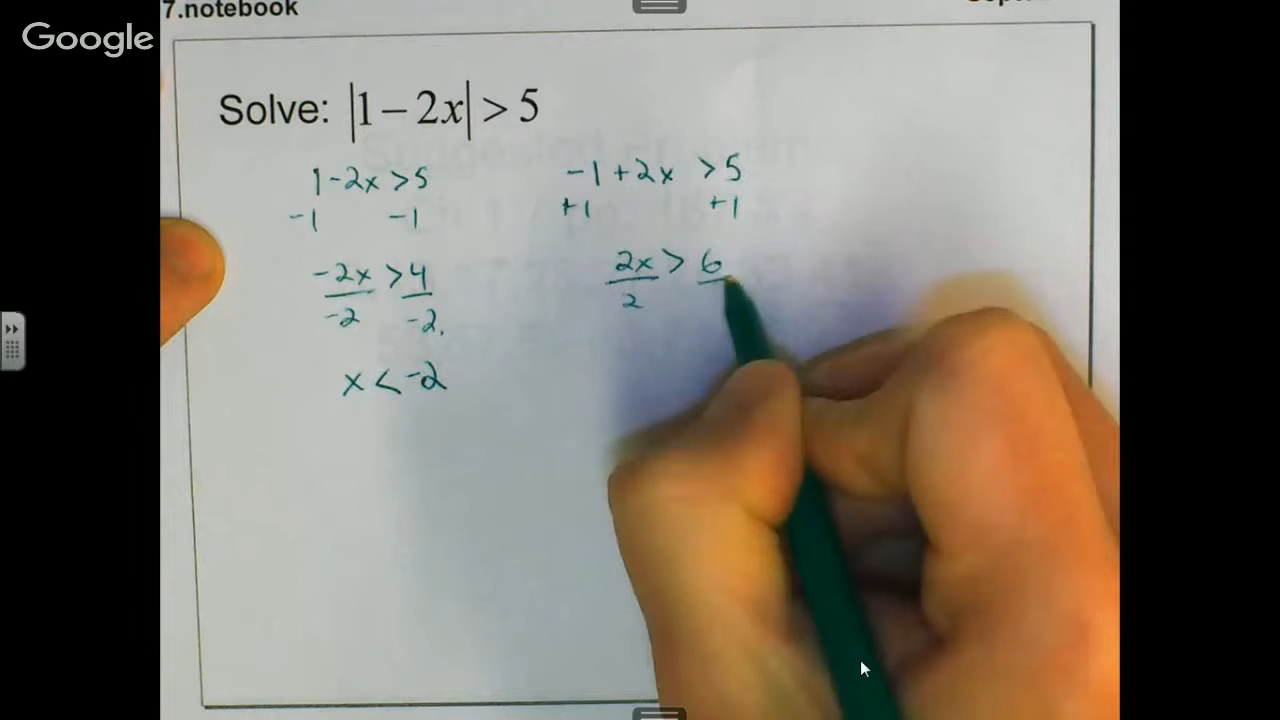 7.notebook
Google
Solve: |1 − 2x| > 5
1-2x >5
-1 -1
-2x >4
-2 -2.
x < -2
-1 +2x >5
+1 +1
2x > 6
2